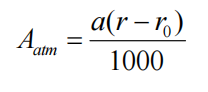 A_atm = a(r − r_0) / 1000